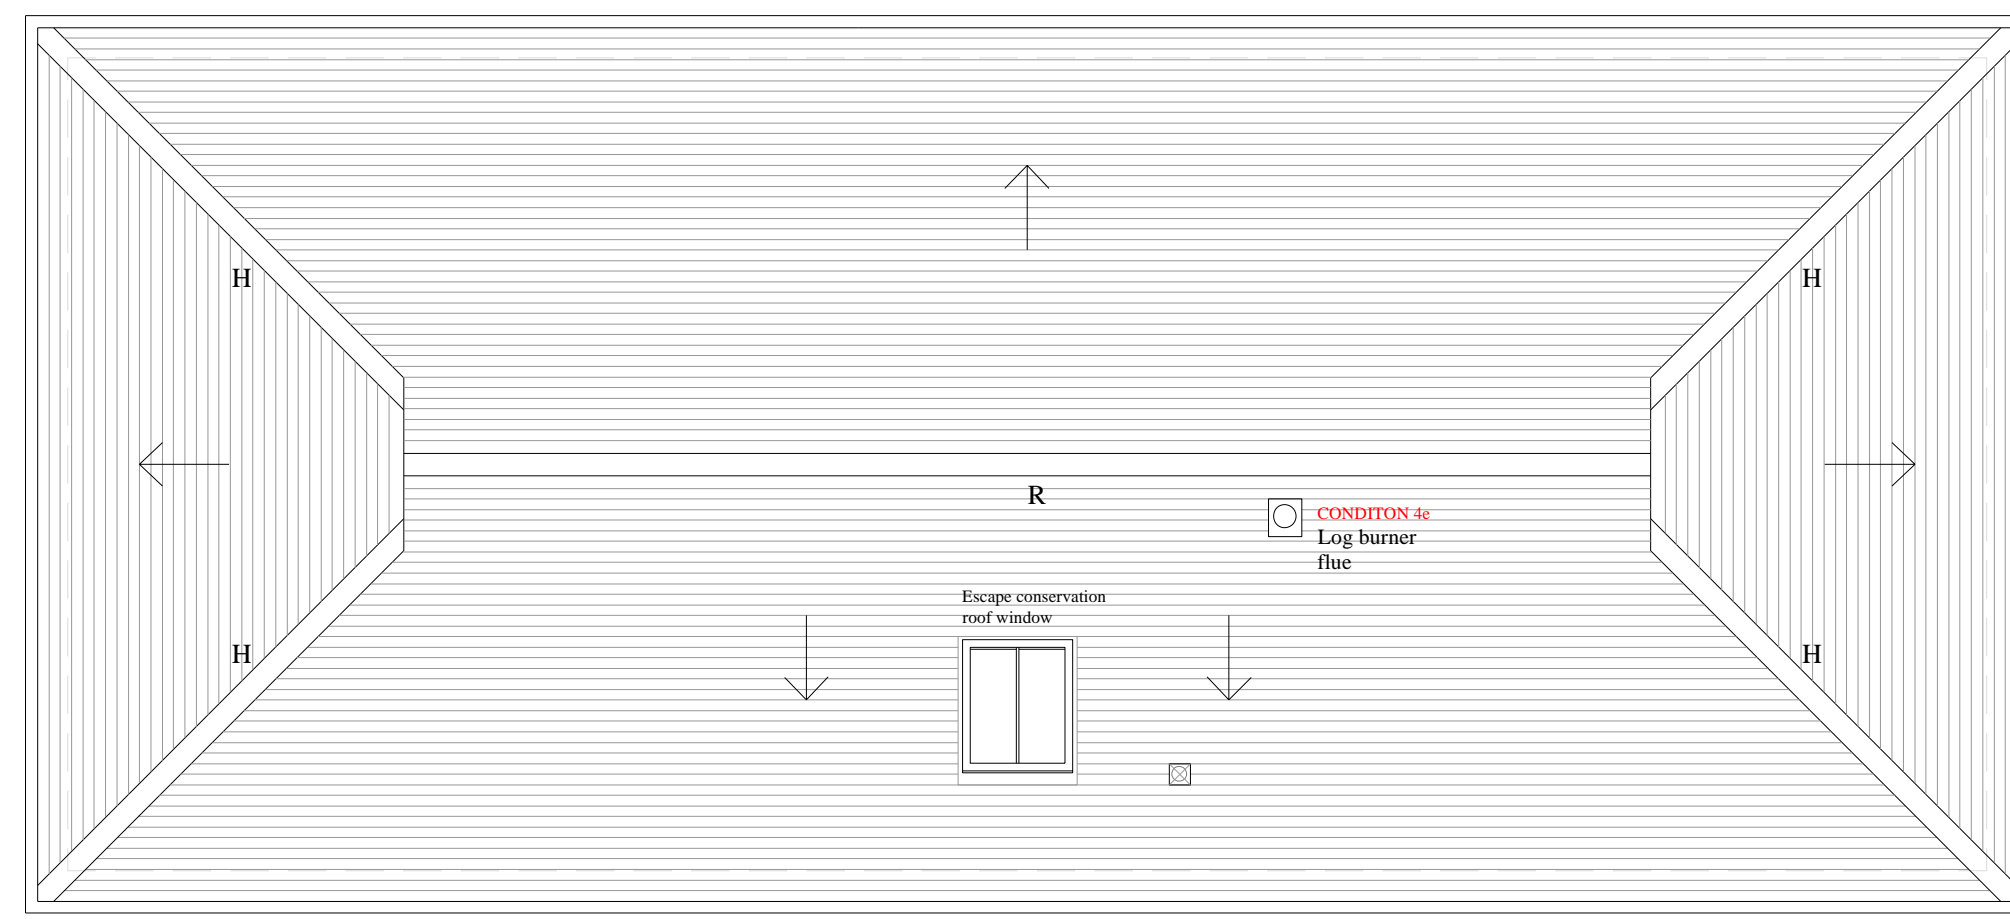 H
H
R
CONDITON 4e
Log burner
flue
Escape conservation
roof window
H
H